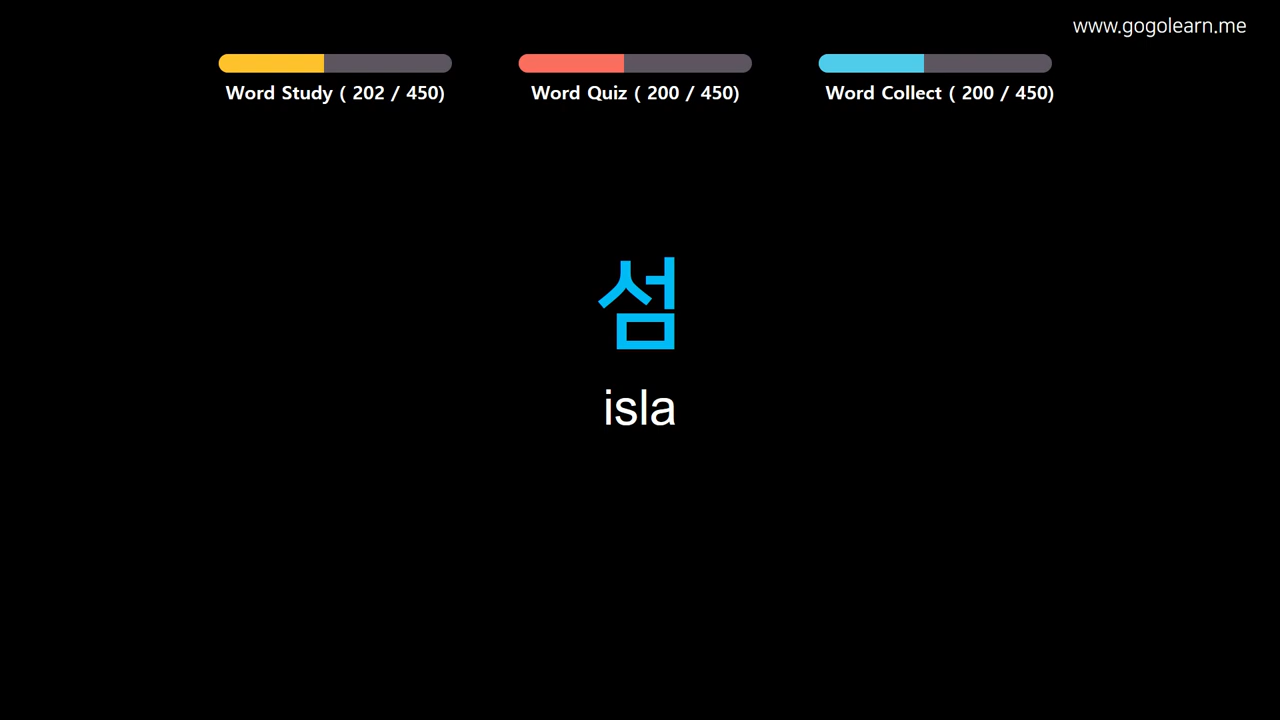 www.gogolearn.me
Word Study ( 202 / 450)
Word Quiz ( 200 / 450)
Word Collect ( 200 / 450)
섬
isla